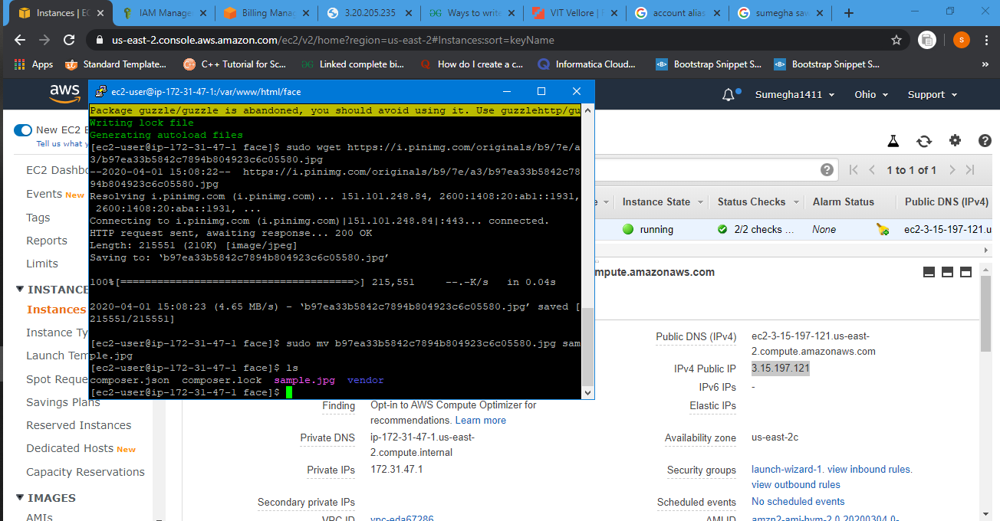 Instances | EC
IAM Manage
Billing Mana
3.20.205.235
Ways to write
VIT Vellore |
account alias
sumegha saw
us-east-2.console.aws.amazon.com/ec2/v2/home?region=us-east-2#Instances:sort=keyName
S
Apps
Standard Template...
C++ Tutorial for Sc...
Linked complete bi...
How do I create a c...
Informatica Cloud...
Bootstrap Snippet S...
Bootstrap Snippet S...
»
aws
Sumegha1411
Ohio
Support
ec2-user@ip-172-31-47-1:/var/www/html/face
Package guzzle/guzzle is abandoned, you should avoid using it. Use guzzlehttp/gu
Writing lock file
Generating autoload files
[ec2-user@ip-172-31-47-1 face]$ sudo wget https://i.pinimg.com/originals/b9/7e/a
3/b97ea33b5842c7894b804923c6c05580.jpg
--2020-04-01 15:08:22--  https://i.pinimg.com/originals/b9/7e/a3/b97ea33b5842c78
94b804923c6c05580.jpg
Resolving i.pinimg.com (i.pinimg.com)... 151.101.248.84, 2600:1408:20:ab1::1931,
2600:1408:20:aba::1931, ...
Connecting to i.pinimg.com (i.pinimg.com)|151.101.248.84|:443... connected.
HTTP request sent, awaiting response... 200 OK
Length: 215551 (210K) [image/jpeg]
Saving to: ‘b97ea33b5842c7894b804923c6c05580.jpg’
100%[======================================>] 215,551     --.-K/s   in 0.04s
2020-04-01 15:08:23 (4.65 MB/s) - ‘b97ea33b5842c7894b804923c6c05580.jpg’ saved [
215551/215551]
[ec2-user@ip-172-31-47-1 face]$ sudo mv b97ea33b5842c7894b804923c6c05580.jpg sam
ple.jpg
[ec2-user@ip-172-31-47-1 face]$ ls
composer.json  composer.lock  sample.jpg  vendor
[ec2-user@ip-172-31-47-1 face]$
New EC2 E
Tell us what y
EC2 Dashbo
Events New
Tags
Reports
Limits
INSTANCE
Instances
Instance Ty
Launch Tem
Spot Reque
Savings Plans
Reserved Instances
Dedicated Hosts New
Capacity Reservations
IMAGES
AMIs
1 to 1 of 1
e
Instance State
Status Checks
Alarm Status
Public DNS (IPv4)
running
2/2 checks ...
None
ec2-3-15-197-121.u
mpute.amazonaws.com
Public DNS (IPv4)
ec2-3-15-197-121.us-east-
2.compute.amazonaws.com
IPv4 Public IP
3.15.197.121
IPv6 IPs
-
Elastic IPs
Finding
Opt-in to AWS Compute Optimizer for
recommendations. Learn more
Private DNS
ip-172-31-47-1.us-east-
2.compute.internal
Availability zone
us-east-2c
Private IPs
172.31.47.1
Security groups
launch-wizard-1. view inbound rules.
view outbound rules
Secondary private IPs
Scheduled events
No scheduled events
VPC ID
vpc-eda67286
AMI ID
amzn2-ami-hvm-2.0.20200304.0-